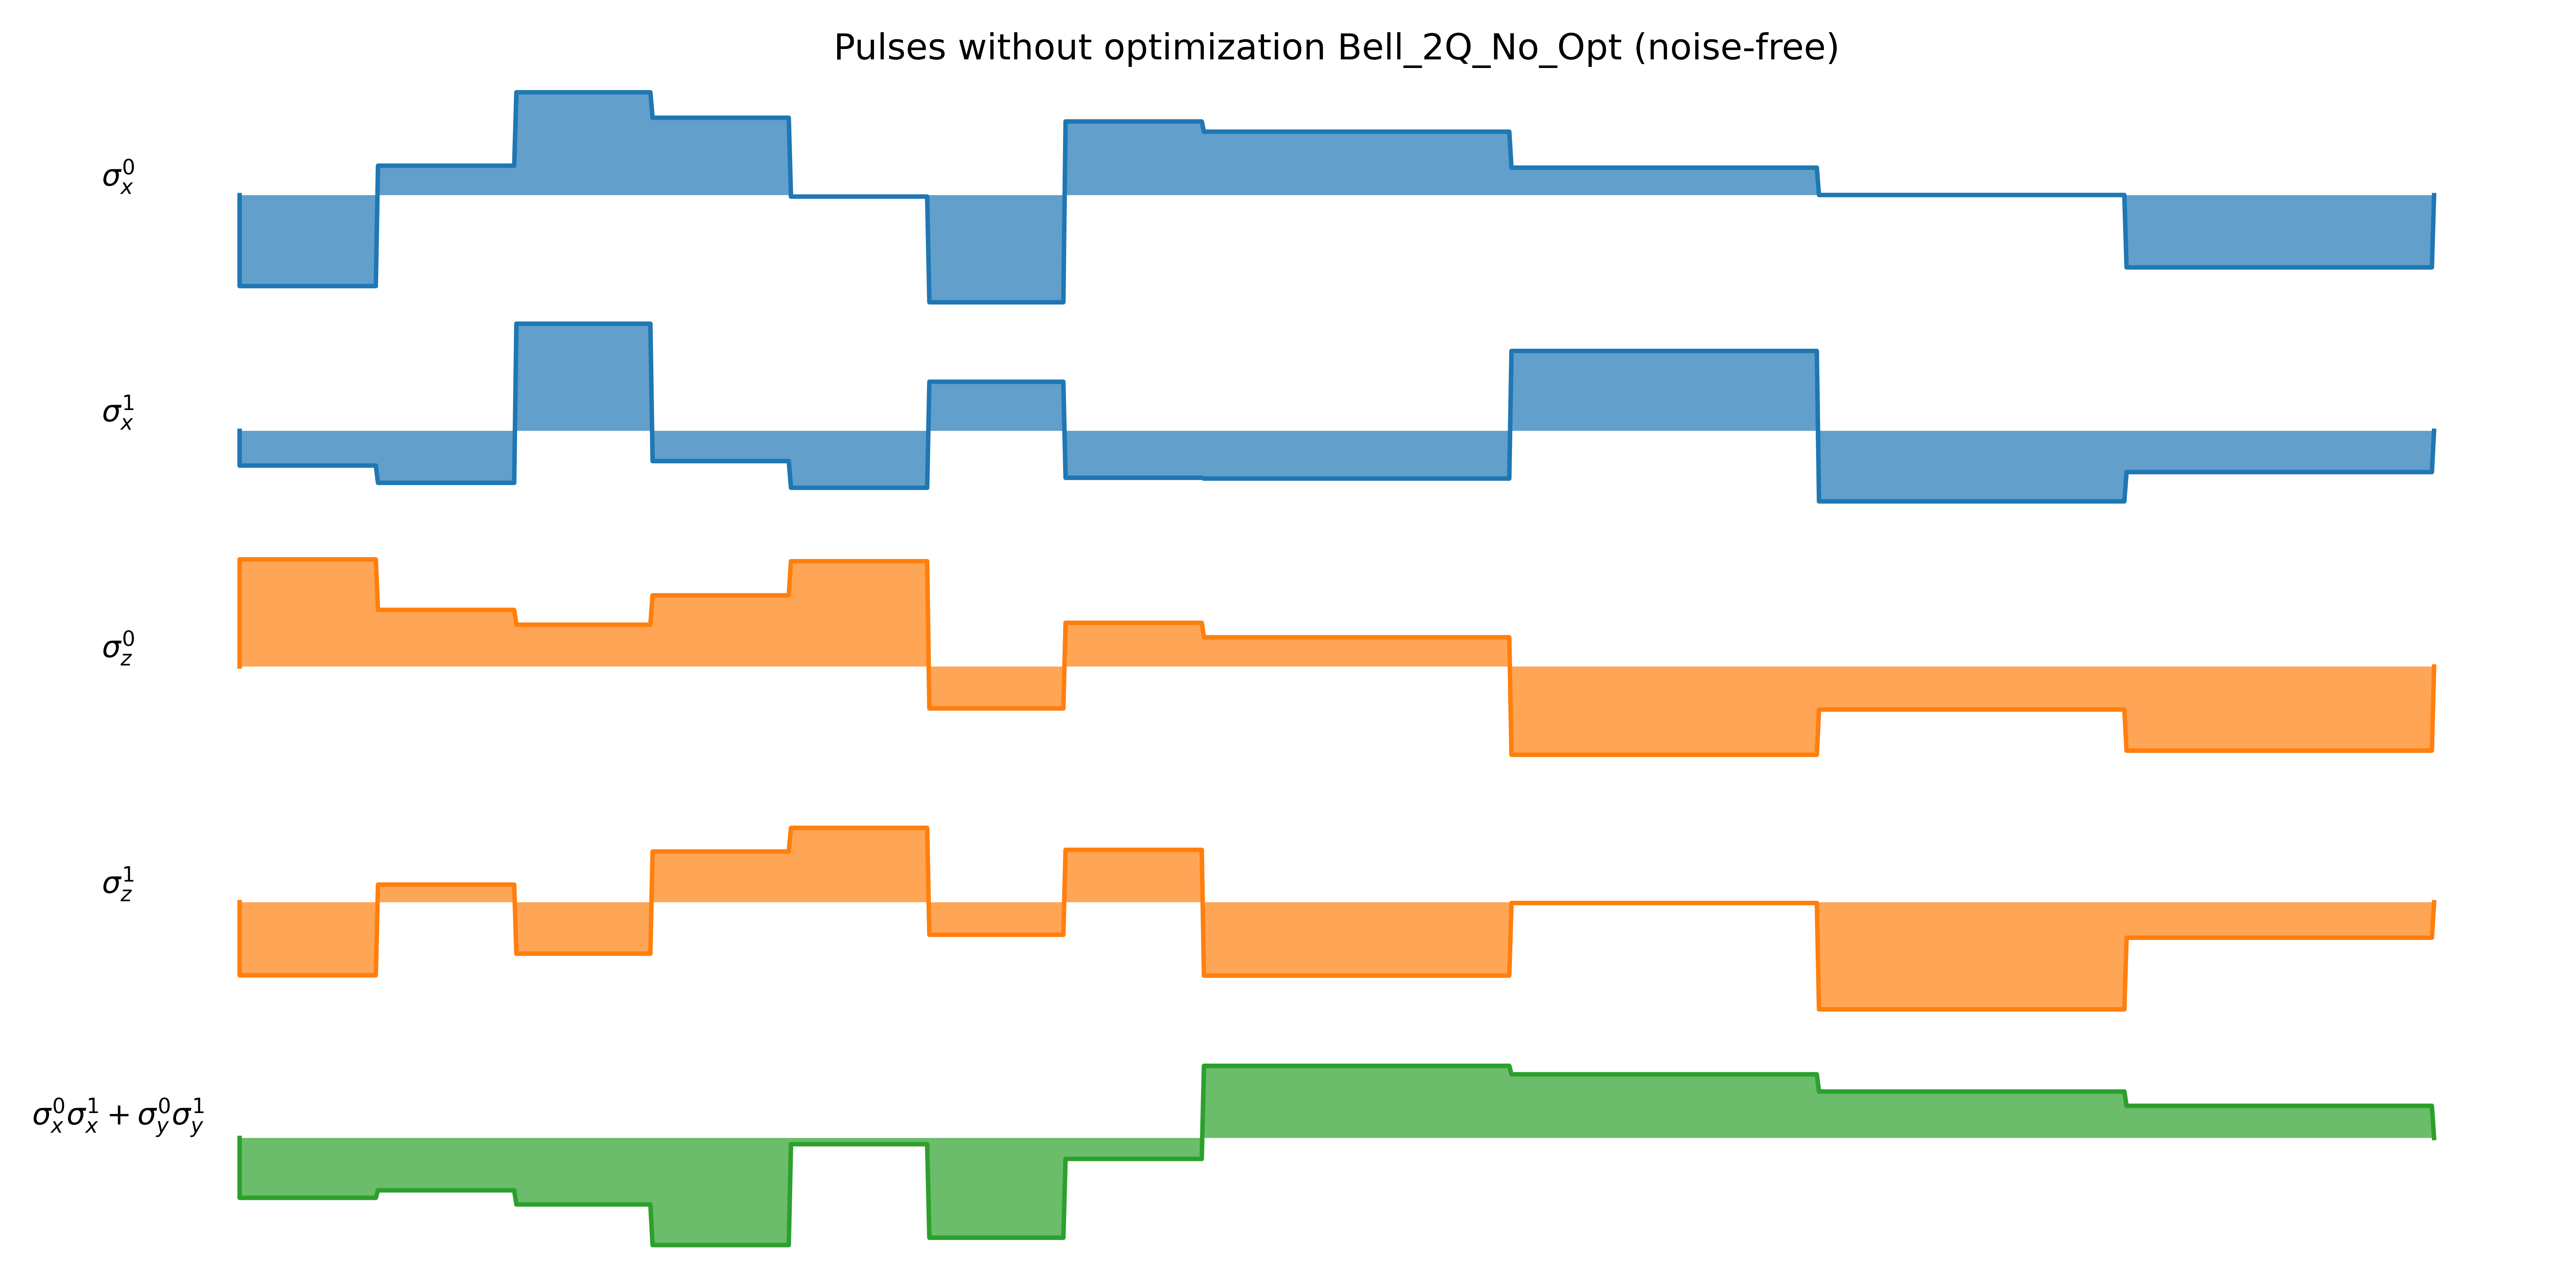 Pulses without optimization Bell_2Q_No_Opt (noise-free)
σ_x^0
σ_x^1
σ_z^0
σ_z^1
σ_x^0σ_x^1 + σ_y^0σ_y^1